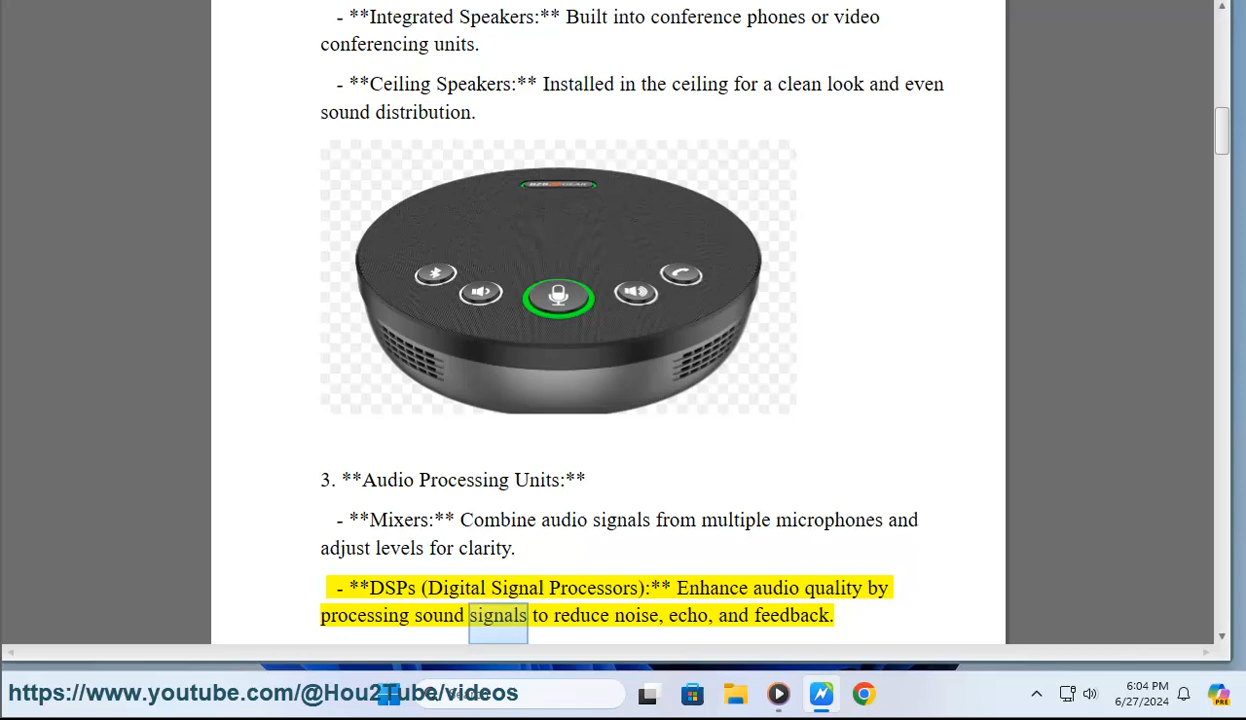 - **Integrated Speakers:** Built into conference phones or video
conferencing units.
- **Ceiling Speakers:** Installed in the ceiling for a clean look and even
sound distribution.
3. **Audio Processing Units:**
- **Mixers:** Combine audio signals from multiple microphones and
adjust levels for clarity.
- **DSPs (Digital Signal Processors):** Enhance audio quality by
processing sound signals to reduce noise, echo, and feedback.
https://www.youtube.com/@Hou2Tube/videos
6:04 PM
6/27/2024
PRE